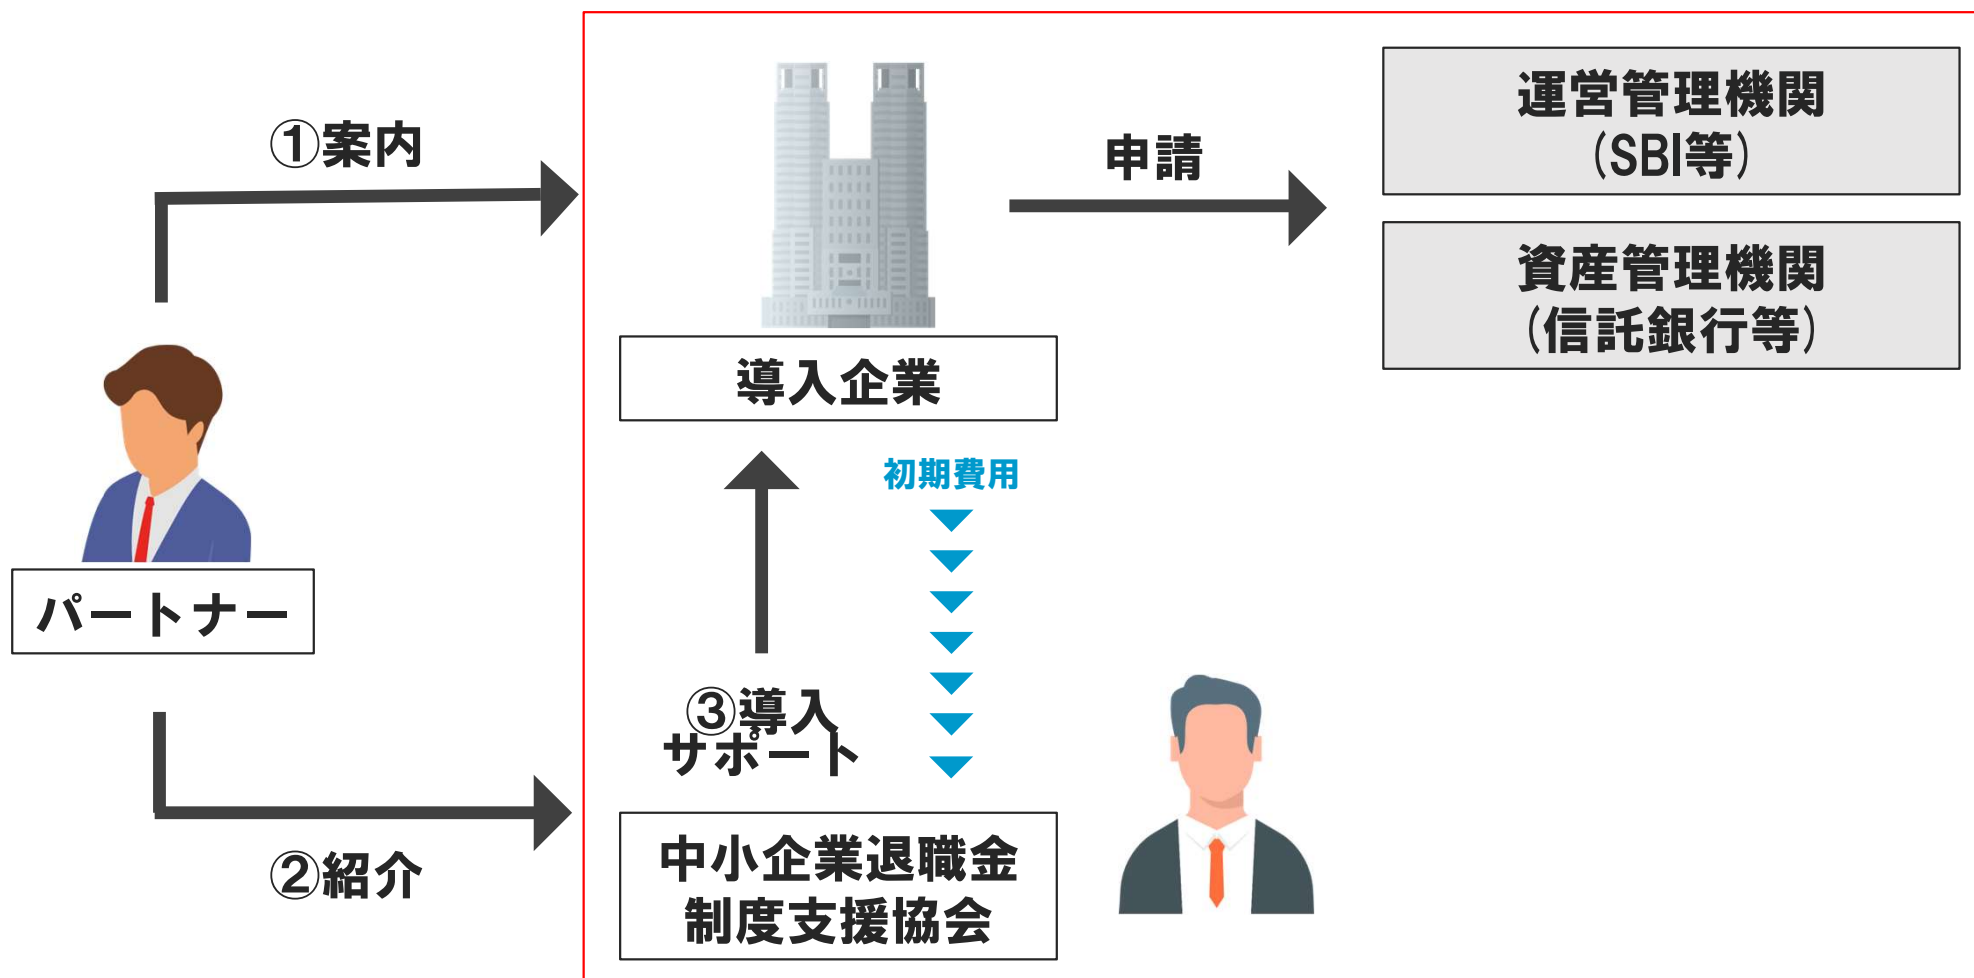 ①案内
申請
運営管理機関
(SBI等)
資産管理機関
(信託銀行等)
導入企業
初期費用
パートナー
③導入
サポート
②紹介
中小企業退職金
制度支援協会